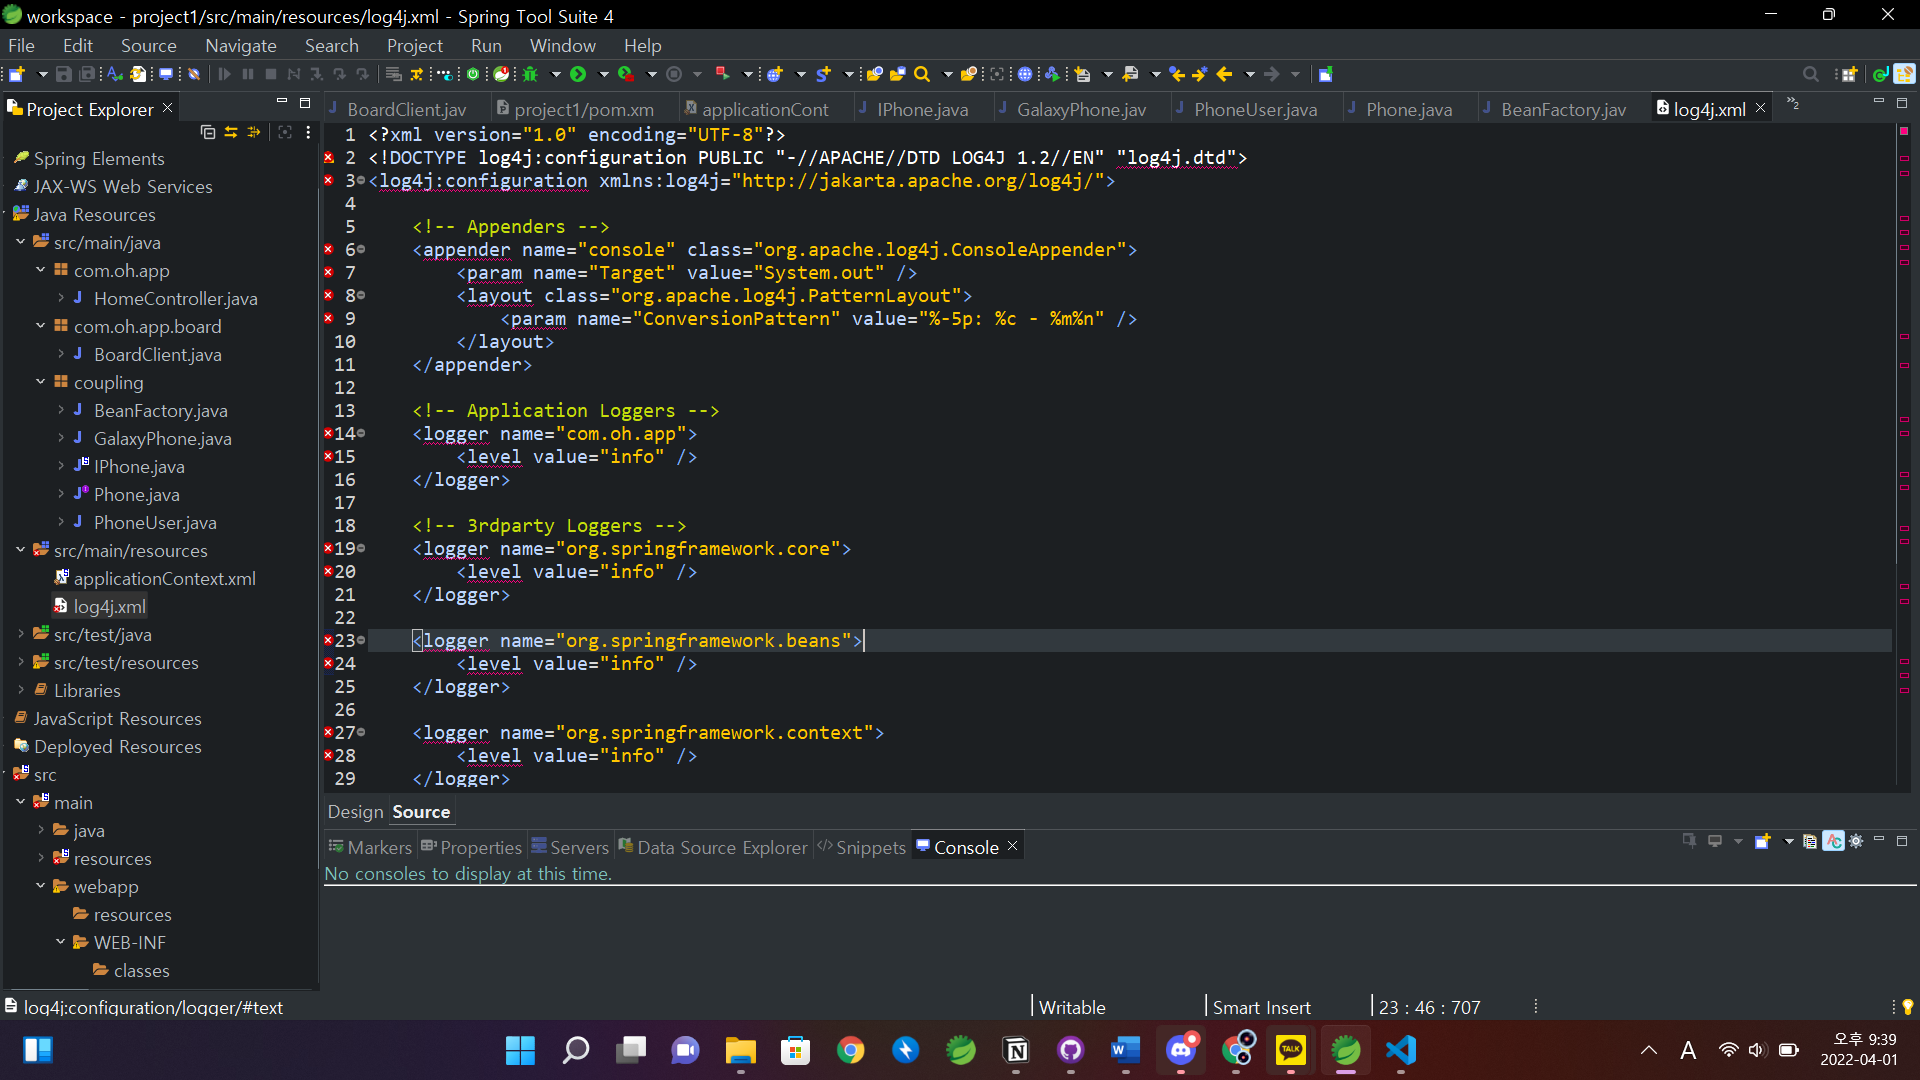 workspace - project1/src/main/resources/log4j.xml - Spring Tool Suite 4
File Edit Source Navigate Search Project Run Window Help
Project Explorer
Spring Elements
JAX-WS Web Services
Java Resources
src/main/java
com.oh.app
HomeController.java
com.oh.app.board
BoardClient.java
coupling
BeanFactory.java
GalaxyPhone.java
IPhone.java
Phone.java
PhoneUser.java
src/main/resources
applicationContext.xml
log4j.xml
src/test/java
src/test/resources
Libraries
JavaScript Resources
Deployed Resources
src
main
java
resources
webapp
resources
WEB-INF
classes
BoardClient.jav project1/pom.xm applicationCont IPhone.java GalaxyPhone.jav PhoneUser.java Phone.java BeanFactory.jav log4j.xml »2
1 <?xml version="1.0" encoding="UTF-8"?>
2 <!DOCTYPE log4j:configuration PUBLIC "-//APACHE//DTD LOG4J 1.2//EN" "log4j.dtd">
3 <log4j:configuration xmlns:log4j="http://jakarta.apache.org/log4j/">
4
5 <!-- Appenders -->
6 <appender name="console" class="org.apache.log4j.ConsoleAppender">
7 <param name="Target" value="System.out" />
8 <layout class="org.apache.log4j.PatternLayout">
9 <param name="ConversionPattern" value="%-5p: %c - %m%n" />
10 </layout>
11 </appender>
12
13 <!-- Application Loggers -->
14 <logger name="com.oh.app">
15 <level value="info" />
16 </logger>
17
18 <!-- 3rdparty Loggers -->
19 <logger name="org.springframework.core">
20 <level value="info" />
21 </logger>
22
23 <logger name="org.springframework.beans">
24 <level value="info" />
25 </logger>
26
27 <logger name="org.springframework.context">
28 <level value="info" />
29 </logger>
Design Source
Markers Properties Servers Data Source Explorer Snippets Console
No consoles to display at this time.
log4j:configuration/logger/#text Writable Smart Insert 23 : 46 : 707
TALK
A
오후 9:39
2022-04-01